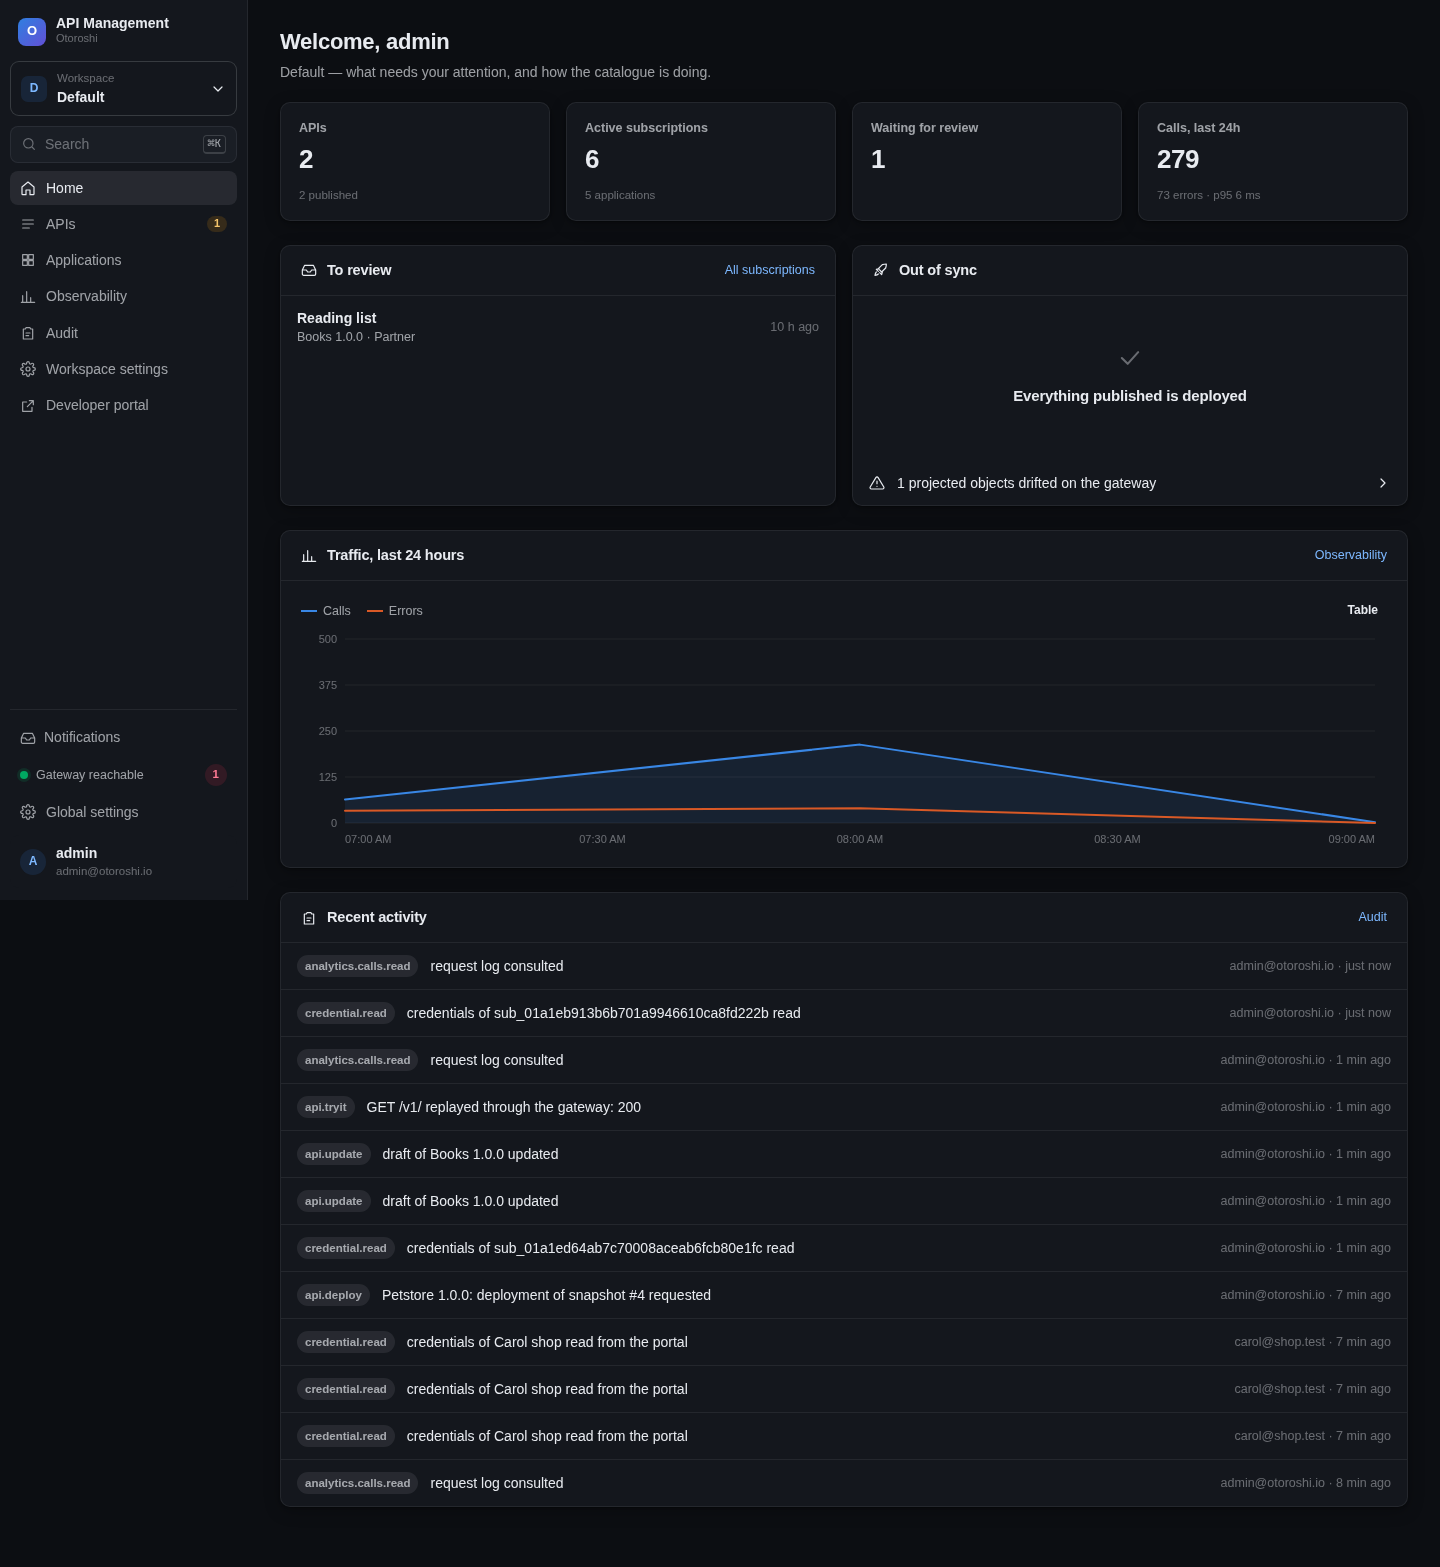 O
API Management
Otoroshi
D
Workspace
Default
Search
⌘K
Home
APIs
1
Applications
Observability
Audit
Workspace settings
Developer portal
Notifications
Gateway reachable
1
Global settings
A
admin
admin@otoroshi.io
Welcome, admin
Default — what needs your attention, and how the catalogue is doing.
APIs
2
2 published
Active subscriptions
6
5 applications
Waiting for review
1
Calls, last 24h
279
73 errors · p95 6 ms
To review
All subscriptions
Reading list
Books 1.0.0 · Partner
10 h ago
Out of sync
Everything published is deployed
1 projected objects drifted on the gateway
Traffic, last 24 hours
Observability
Calls
Errors
Table
500
375
250
125
0
07:00 AM
07:30 AM
08:00 AM
08:30 AM
09:00 AM
Recent activity
Audit
analytics.calls.read request log consulted admin@otoroshi.io · just now
credential.read credentials of sub_01a1eb913b6b701a9946610ca8fd222b read admin@otoroshi.io · just now
analytics.calls.read request log consulted admin@otoroshi.io · 1 min ago
api.tryit GET /v1/ replayed through the gateway: 200 admin@otoroshi.io · 1 min ago
api.update draft of Books 1.0.0 updated admin@otoroshi.io · 1 min ago
api.update draft of Books 1.0.0 updated admin@otoroshi.io · 1 min ago
credential.read credentials of sub_01a1ed64ab7c70008aceab6fcb80e1fc read admin@otoroshi.io · 1 min ago
api.deploy Petstore 1.0.0: deployment of snapshot #4 requested admin@otoroshi.io · 7 min ago
credential.read credentials of Carol shop read from the portal carol@shop.test · 7 min ago
credential.read credentials of Carol shop read from the portal carol@shop.test · 7 min ago
credential.read credentials of Carol shop read from the portal carol@shop.test · 7 min ago
analytics.calls.read request log consulted admin@otoroshi.io · 8 min ago